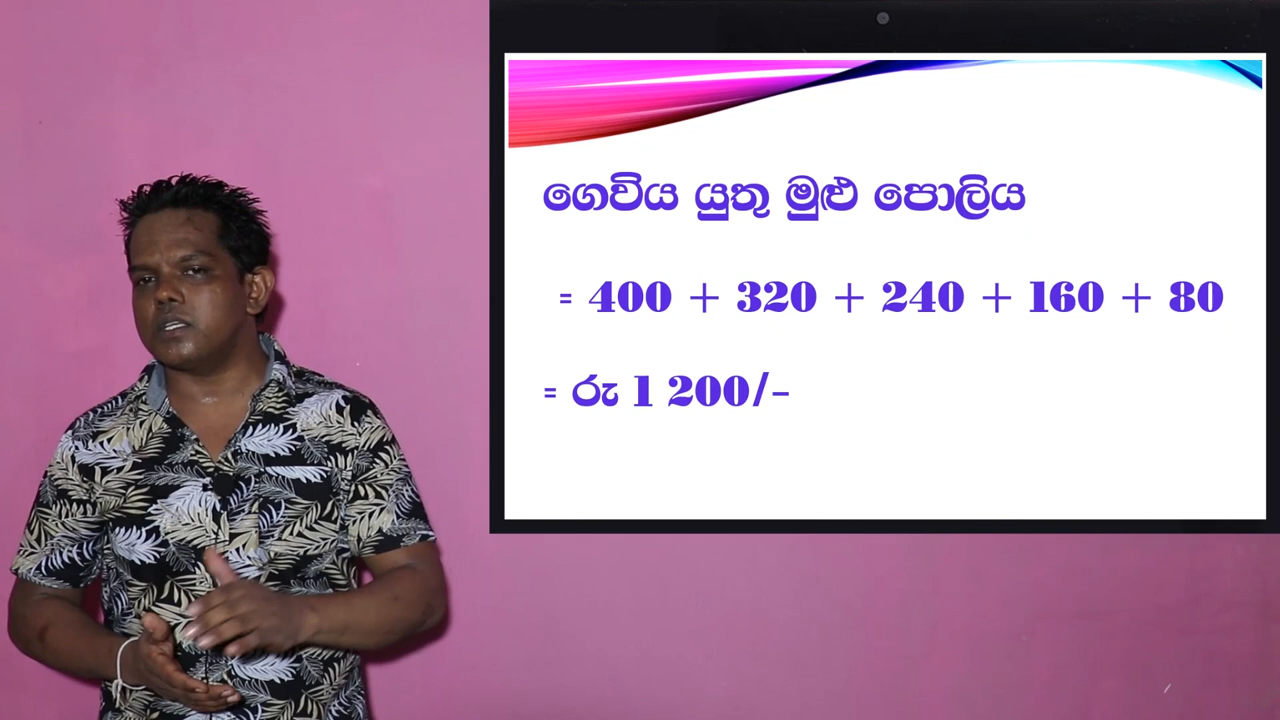 ගෙවිය යුතු මුළු පොලිය
= 400 + 320 + 240 + 160 + 80
= රු 1 200/-